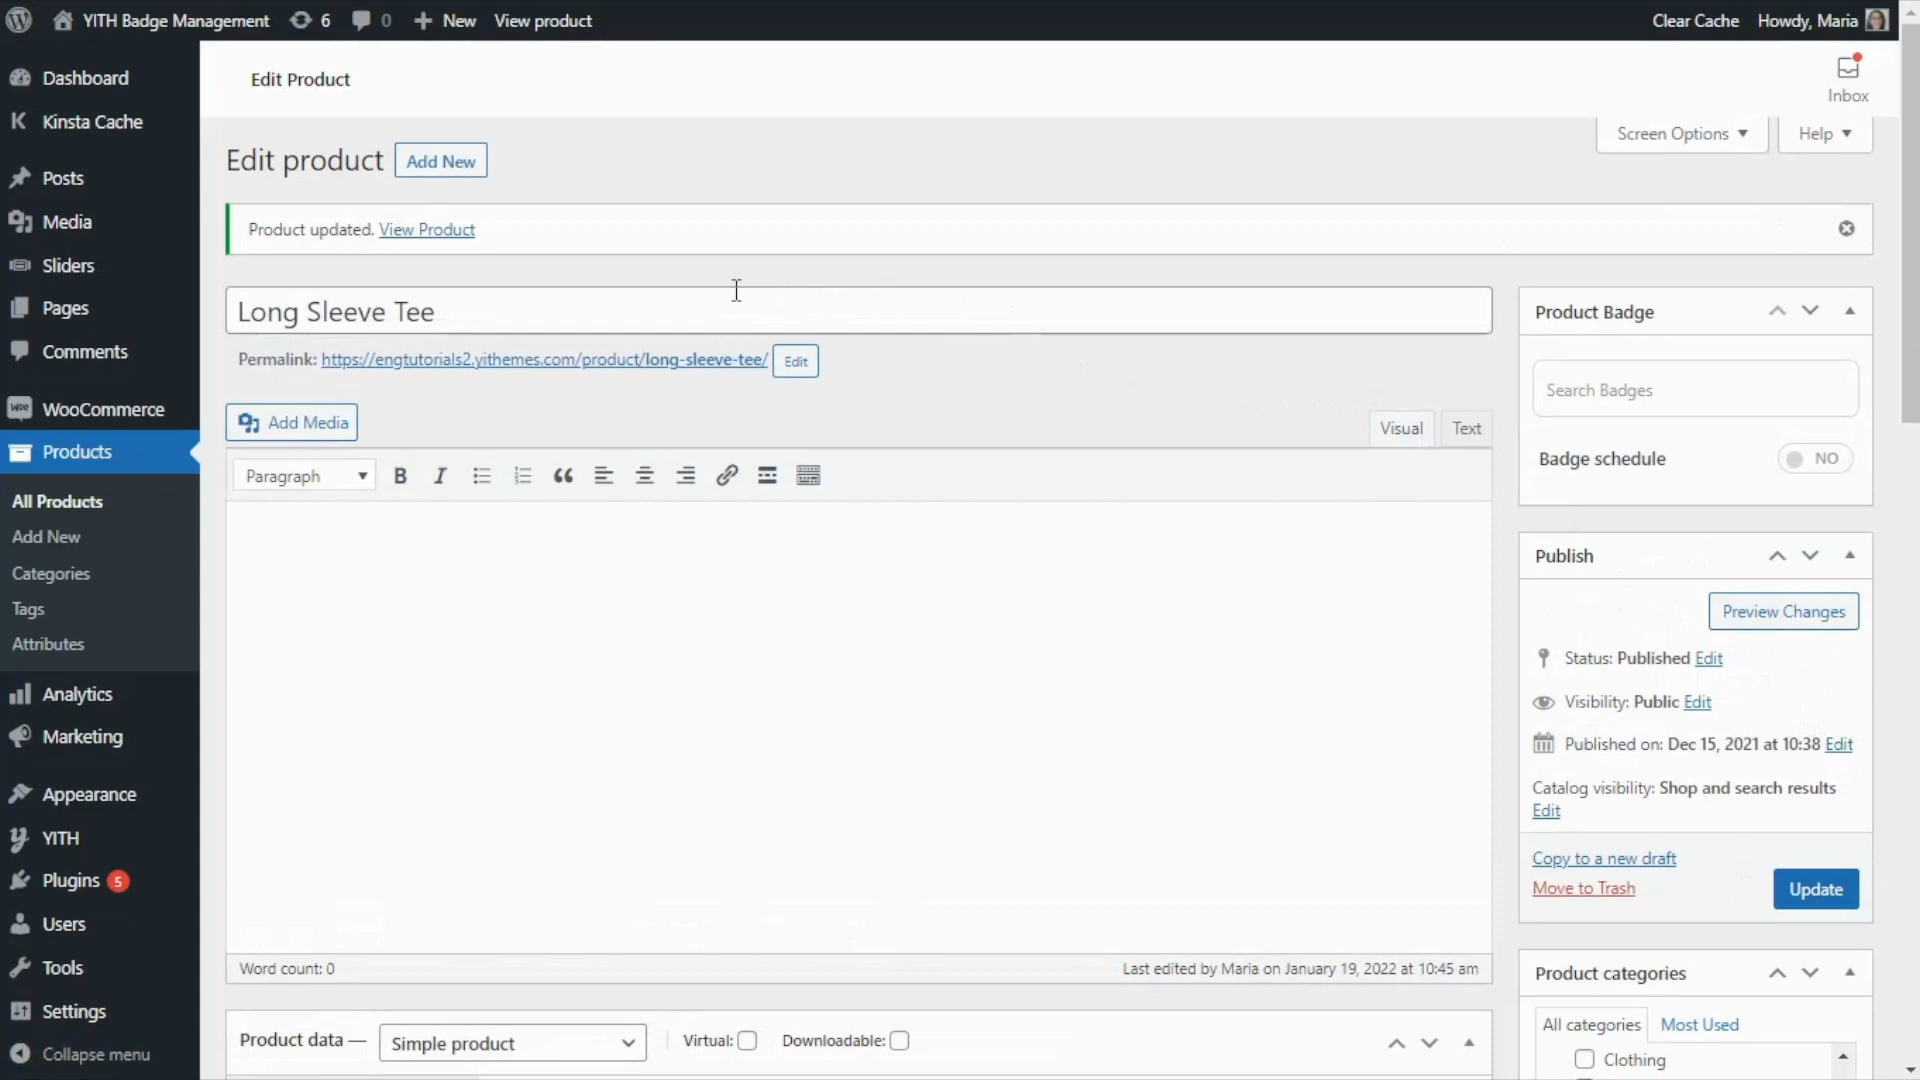 YITH Badge Management 6 0 New View product Clear Cache Howdy, Maria
Dashboard
Kinsta Cache
Posts
Media
Sliders
Pages
Comments
WooCommerce
Products
All Products
Add New
Categories
Tags
Attributes
Analytics
Marketing
Appearance
YITH
Plugins 5
Users
Tools
Settings
Collapse menu
Edit Product
Inbox
Screen Options
Help
Edit product Add New
Product updated. View Product
Long Sleeve Tee
Permalink: https://engtutorials2.yithemes.com/product/long-sleeve-tee/ Edit
Add Media
Visual Text
Paragraph
Word count: 0
Last edited by Maria on January 19, 2022 at 10:45 am
Product data — Simple product Virtual: Downloadable:
Product Badge
Search Badges
Badge schedule NO
Publish
Preview Changes
Status: Published Edit
Visibility: Public Edit
Published on: Dec 15, 2021 at 10:38 Edit
Catalog visibility: Shop and search results
Edit
Copy to a new draft
Move to Trash
Update
Product categories
All categories Most Used
Clothing